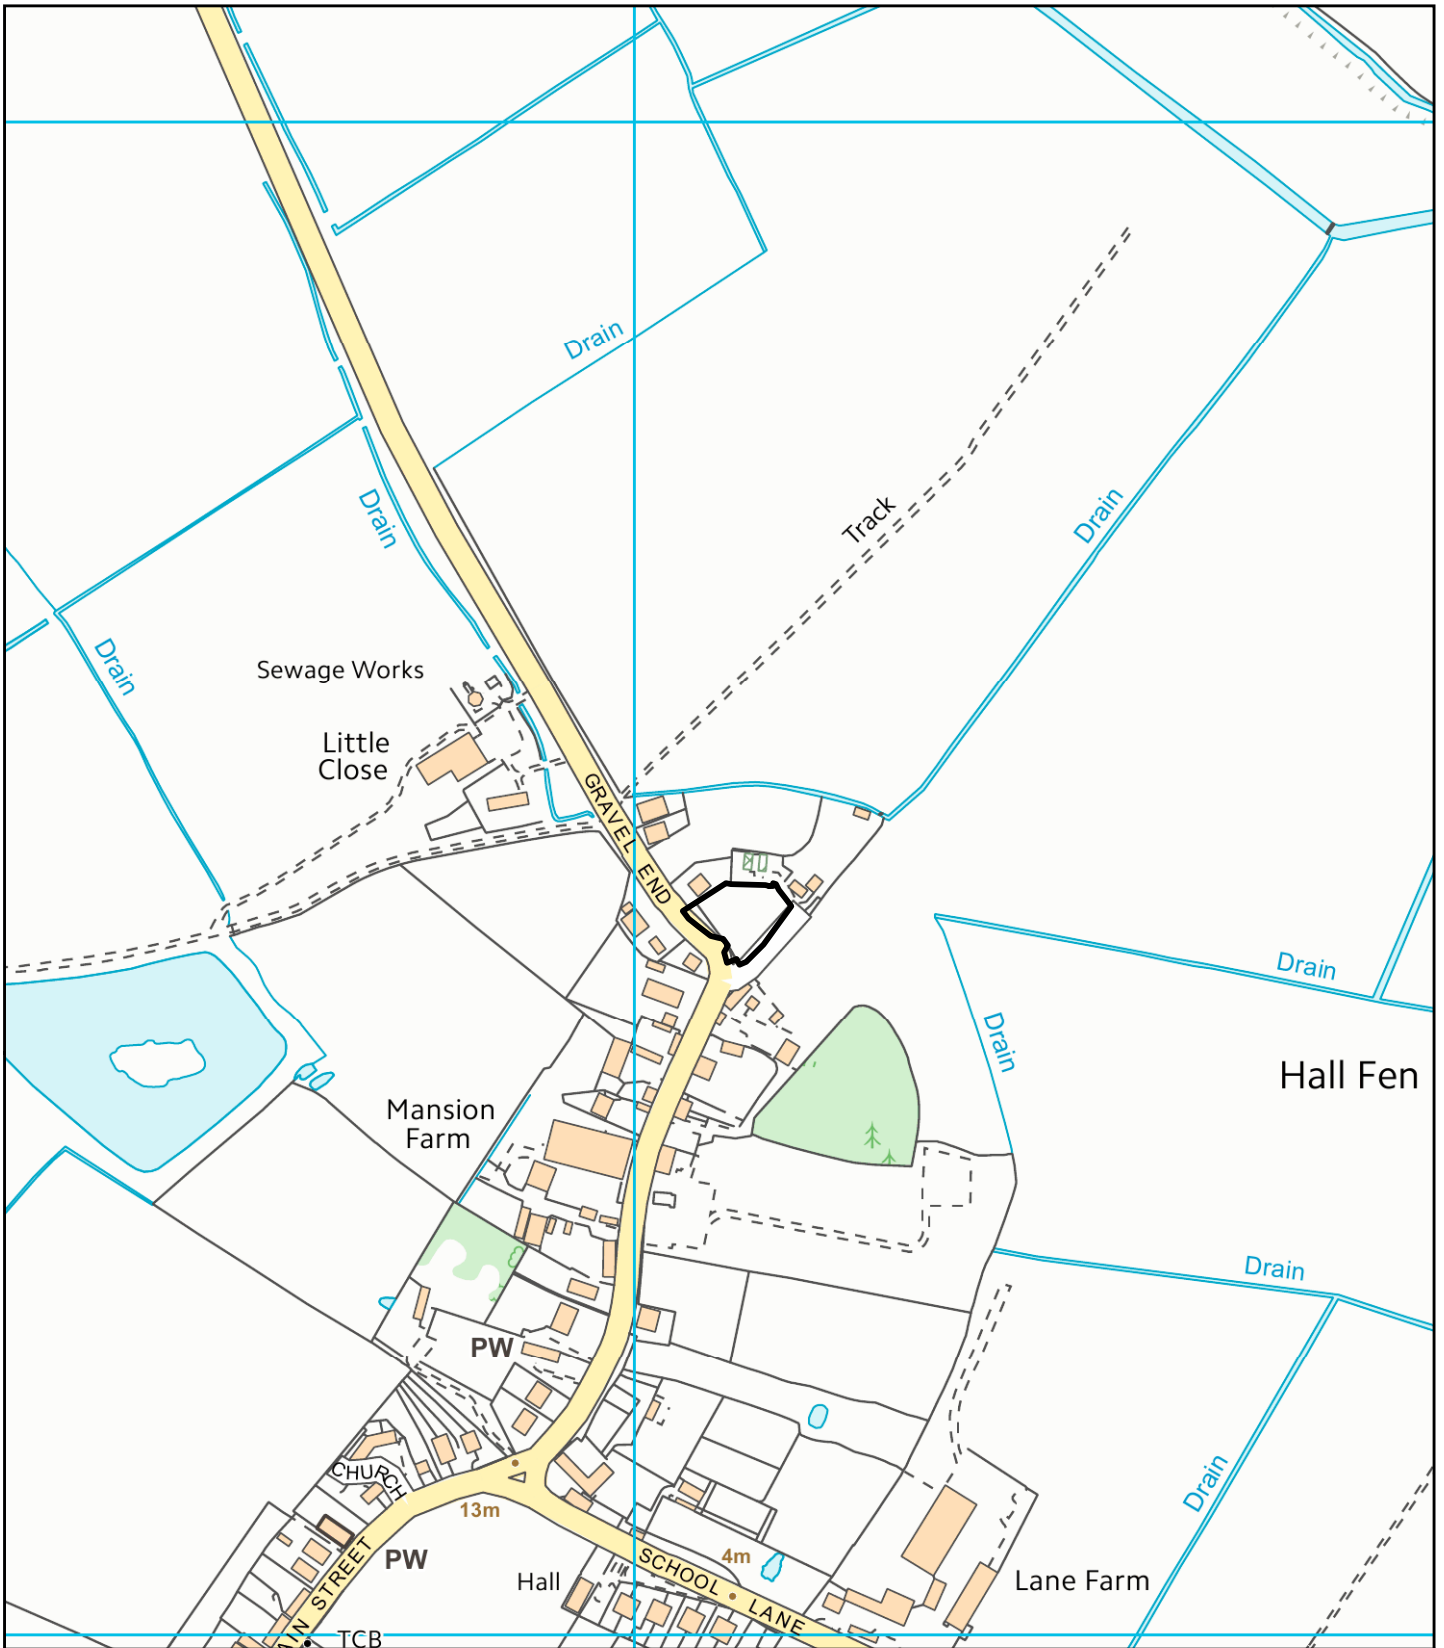 Drain
Drain
Track
Drain
Drain
Sewage Works
Little
Close
GRAVEL END
Drain
Drain
Hall Fen
Mansion
Farm
Drain
PW
CHURCH
13m
Drain
PW
4m
SCHOOL LANE
Hall
Lane Farm
AIN STREET
TCB